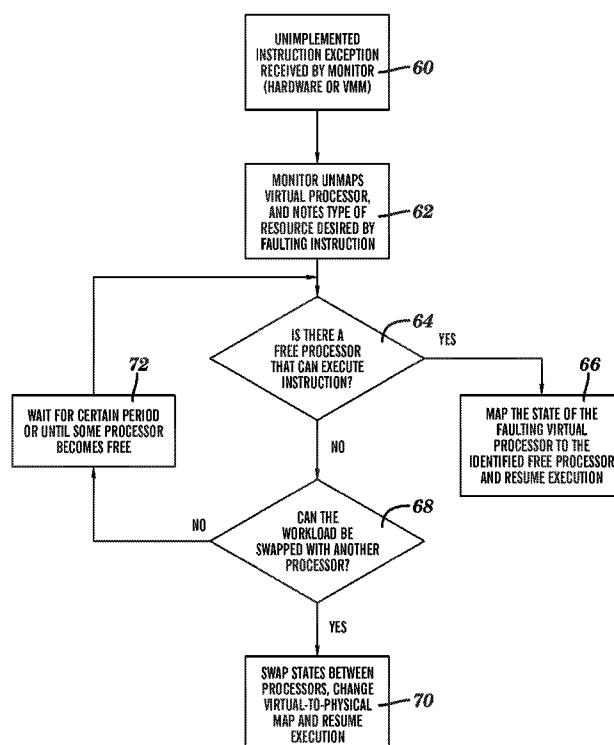 UNIMPLEMENTED
INSTRUCTION EXCEPTION
RECEIVED BY MONITOR
(HARDWARE OR VMM)
60
MONITOR UNMAPS
VIRTUAL PROCESSOR,
AND NOTES TYPE OF
RESOURCE DESIRED BY
FAULTING INSTRUCTION
62
IS THERE A
FREE PROCESSOR
THAT CAN EXECUTE
INSTRUCTION?
64
YES
66
MAP THE STATE OF THE
FAULTING VIRTUAL
PROCESSOR TO THE
IDENTIFIED FREE PROCESSOR
AND RESUME EXECUTION
72
WAIT FOR CERTAIN PERIOD
OR UNTIL SOME PROCESSOR
BECOMES FREE
NO
CAN THE
WORKLOAD BE
SWAPPED WITH ANOTHER
PROCESSOR?
68
NO
YES
SWAP STATES BETWEEN
PROCESSORS, CHANGE
VIRTUAL-TO-PHYSICAL
MAP AND RESUME
EXECUTION
70